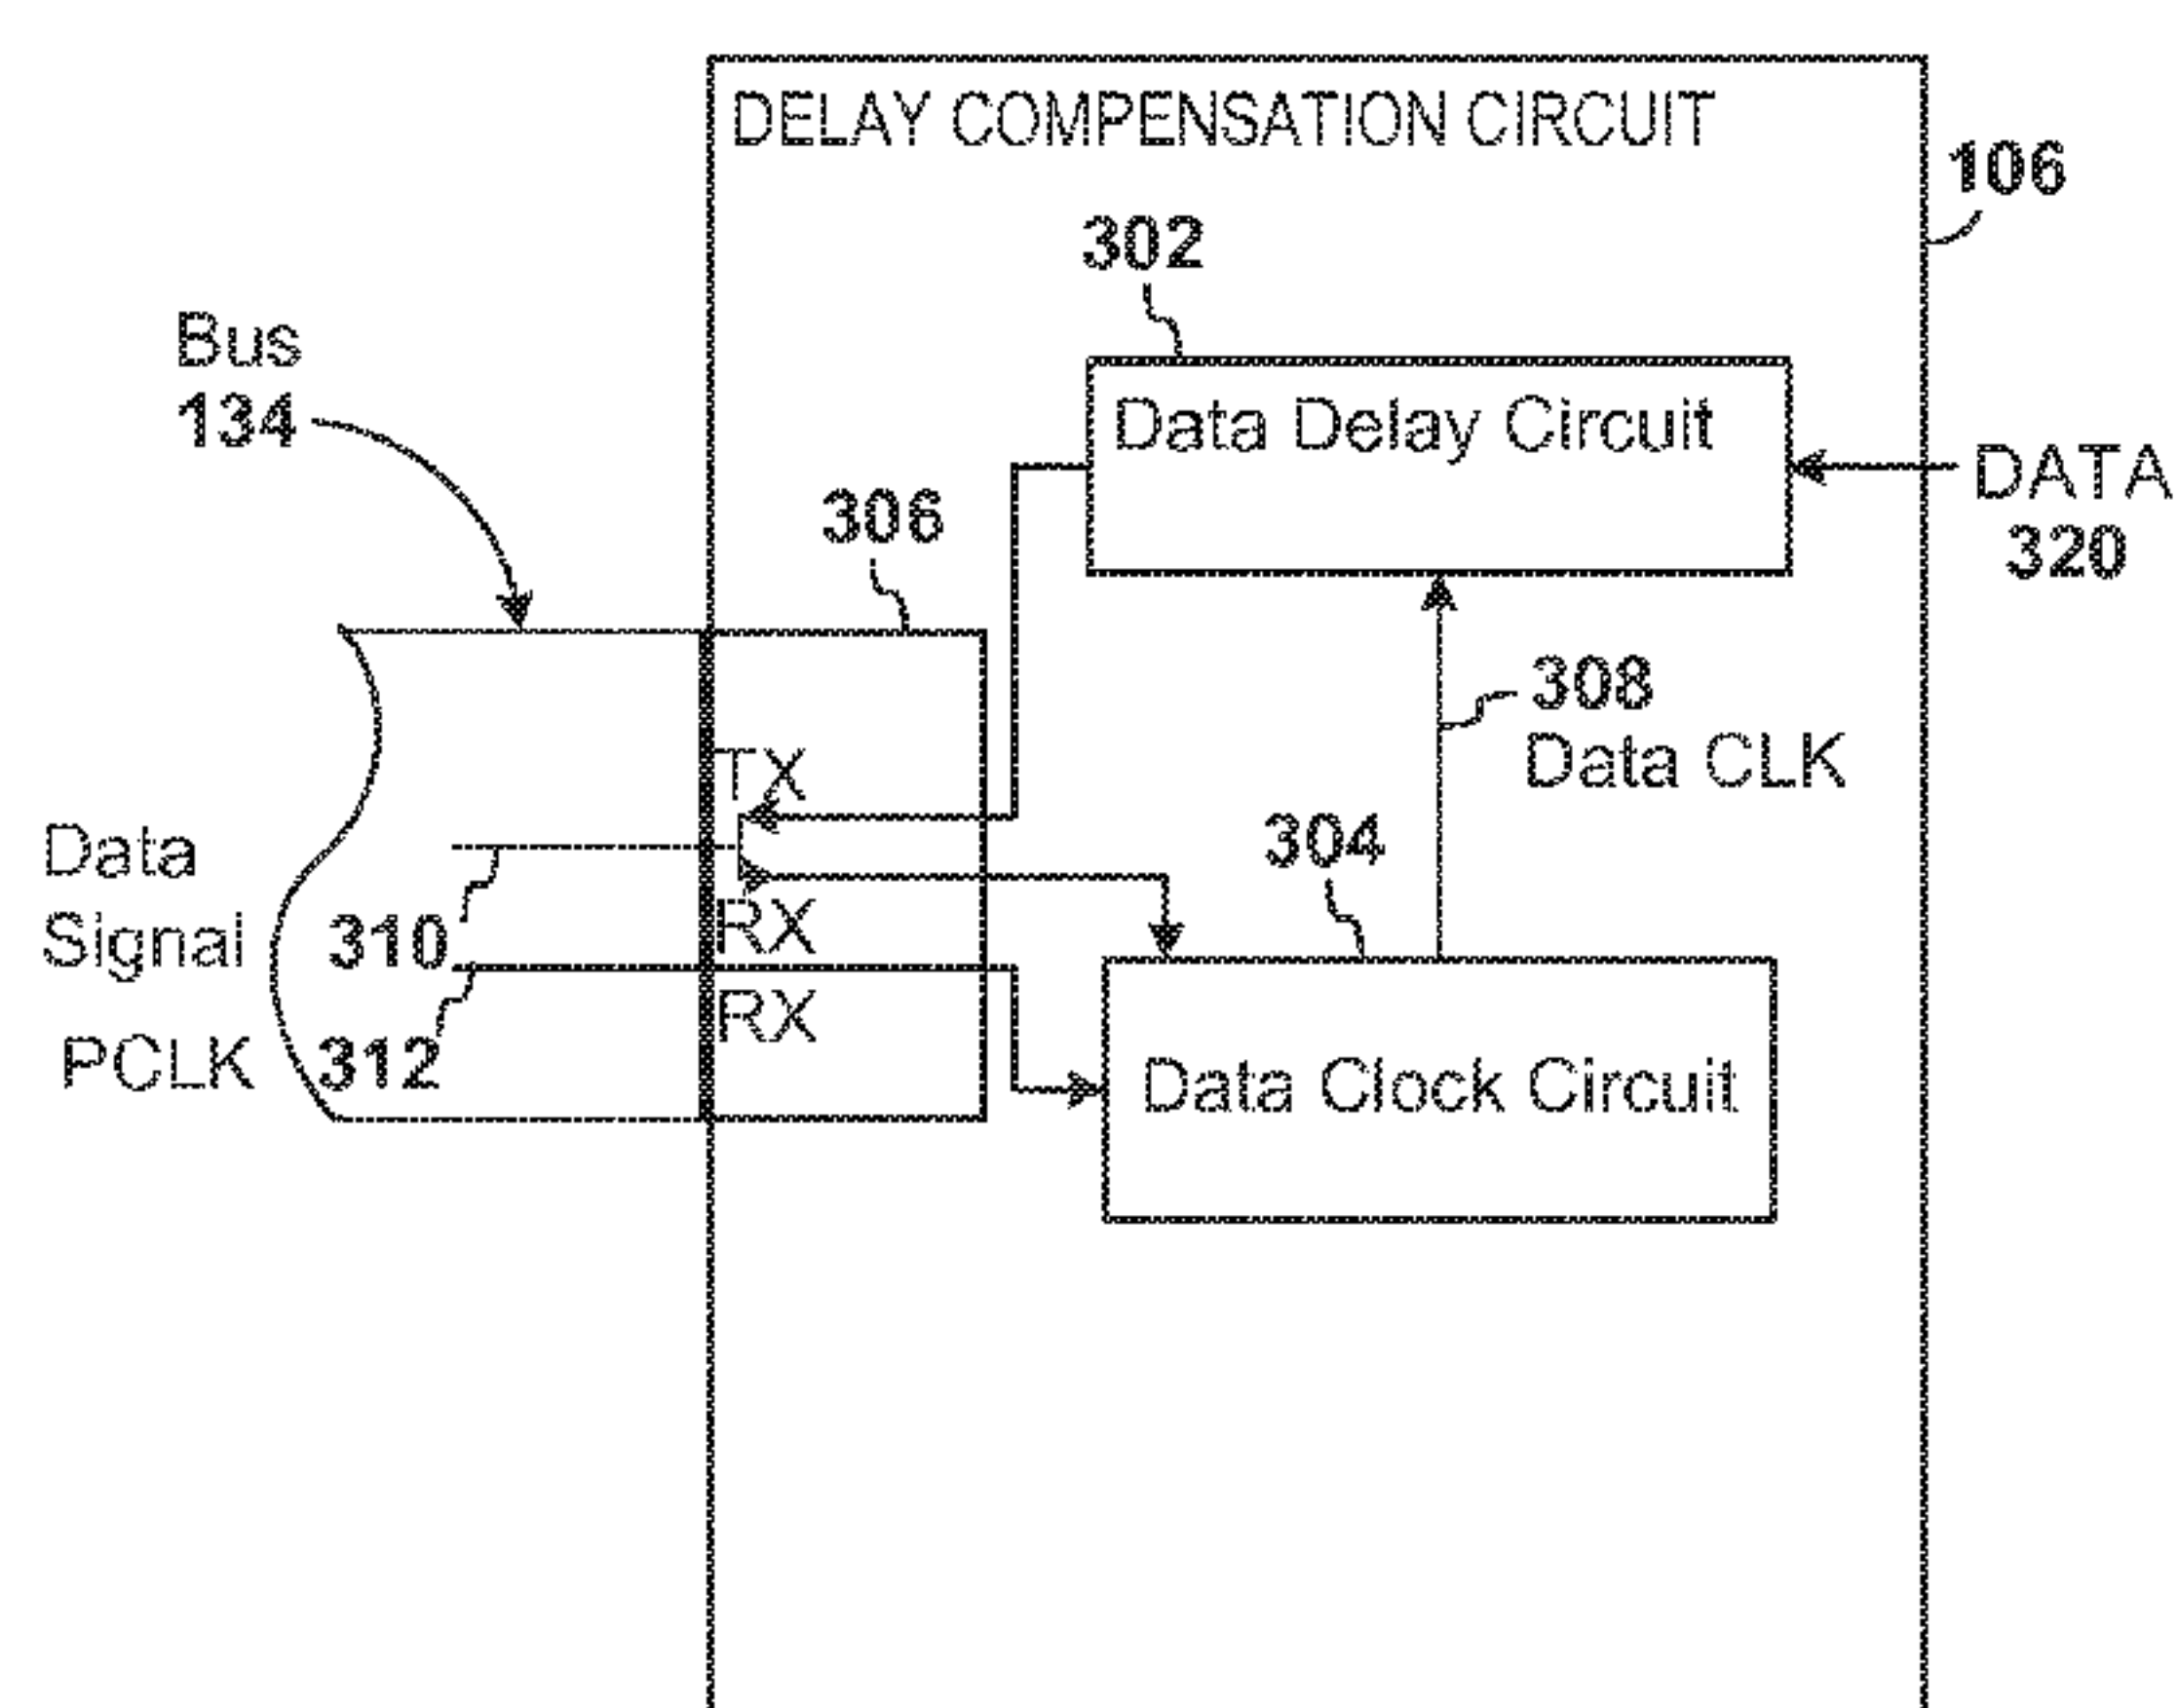 DELAY COMPENSATION CIRCUIT
106
302
Bus
134
Data Delay Circuit
DATA
320
306
308
Data CLK
TX
304
Data
Signal
310
RX
RX
PCLK
312
Data Clock Circuit